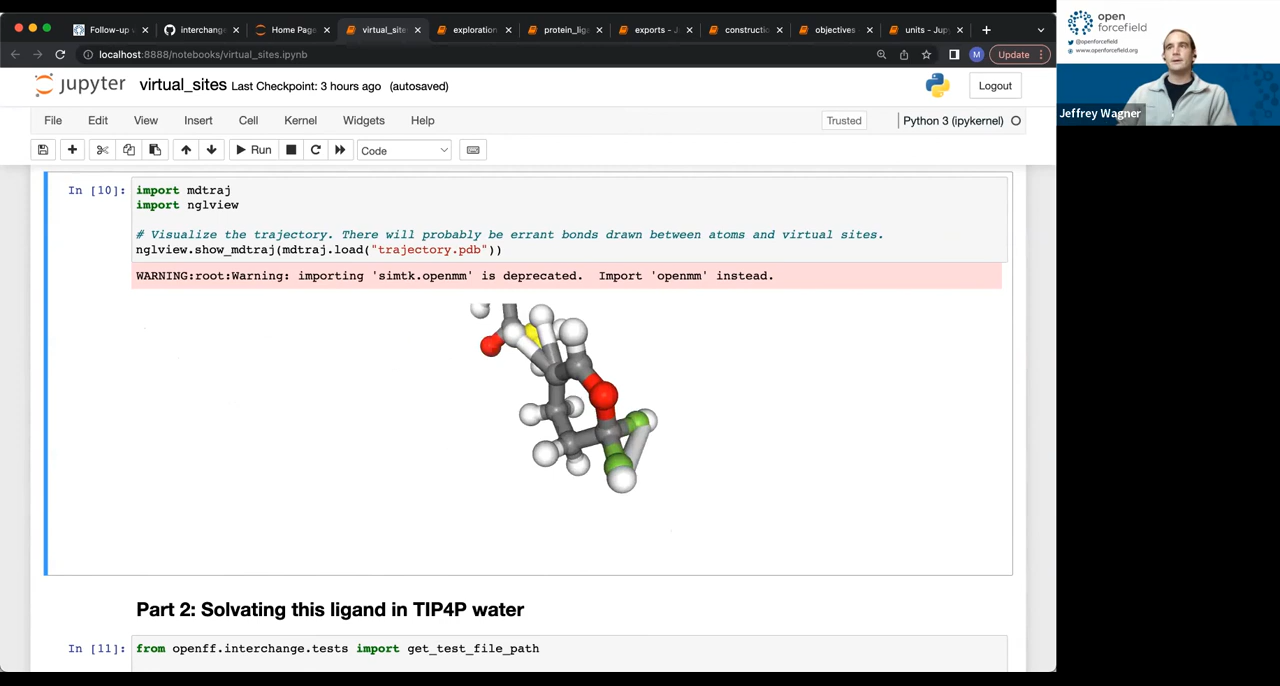 Follow-up v
interchange
Home Page
virtual_site
exploration
protein_liga
exports - J
constructic
objectives
units - Jup
localhost:8888/notebooks/virtual_sites.ipynb
M
Update
jupyter virtual_sites Last Checkpoint: 3 hours ago (autosaved)
Logout
File Edit View Insert Cell Kernel Widgets Help
Trusted
Python 3 (ipykernel)
Run
Code
In [10]:
import mdtraj
import nglview
# Visualize the trajectory. There will probably be errant bonds drawn between atoms and virtual sites.
nglview.show_mdtraj(mdtraj.load("trajectory.pdb"))
WARNING:root:Warning: importing 'simtk.openmm' is deprecated. Import 'openmm' instead.
Part 2: Solvating this ligand in TIP4P water
In [11]:
from openff.interchange.tests import get_test_file_path
open
forcefield
@openforcefield
www.openforcefield.org
Jeffrey Wagner